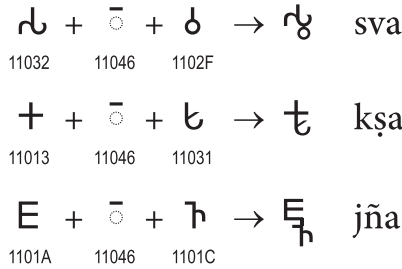 𑀲 + 𑁆 + 𑀯 → 𑀲𑁆𑀯 sva
11032 11046 1102F
𑀓 + 𑁆 + 𑀱 → 𑀓𑁆𑀱 kṣa
11013 11046 11031
𑀚 + 𑁆 + 𑀜 → 𑀚𑁆𑀜 jña
1101A 11046 1101C